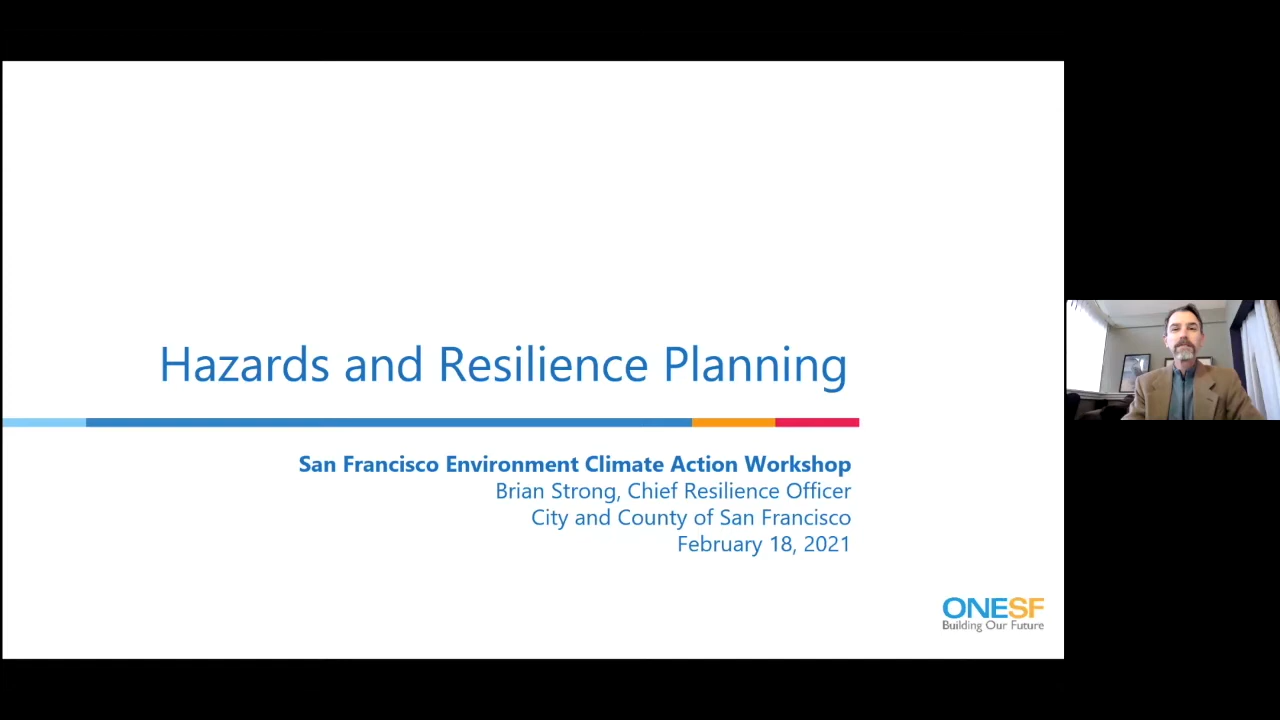 Hazards and Resilience Planning
San Francisco Environment Climate Action Workshop
Brian Strong, Chief Resilience Officer
City and County of San Francisco
February 18, 2021
ONESF
Building Our Future